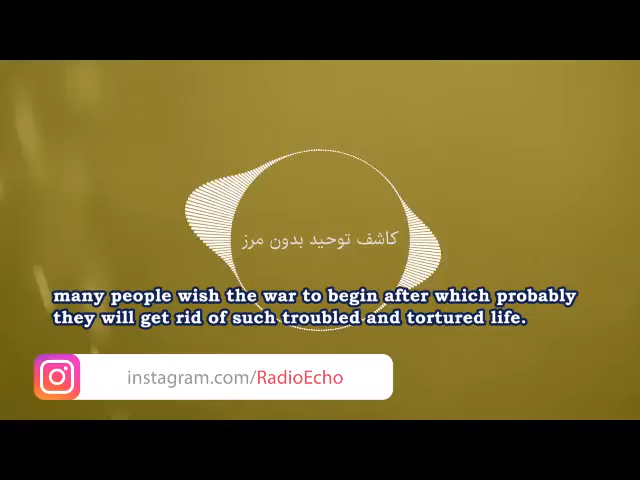 کاشف توحید بدون مرز
many people wish the war to begin after which probably
they will get rid of such troubled and tortured life.
instagram.com/RadioEcho